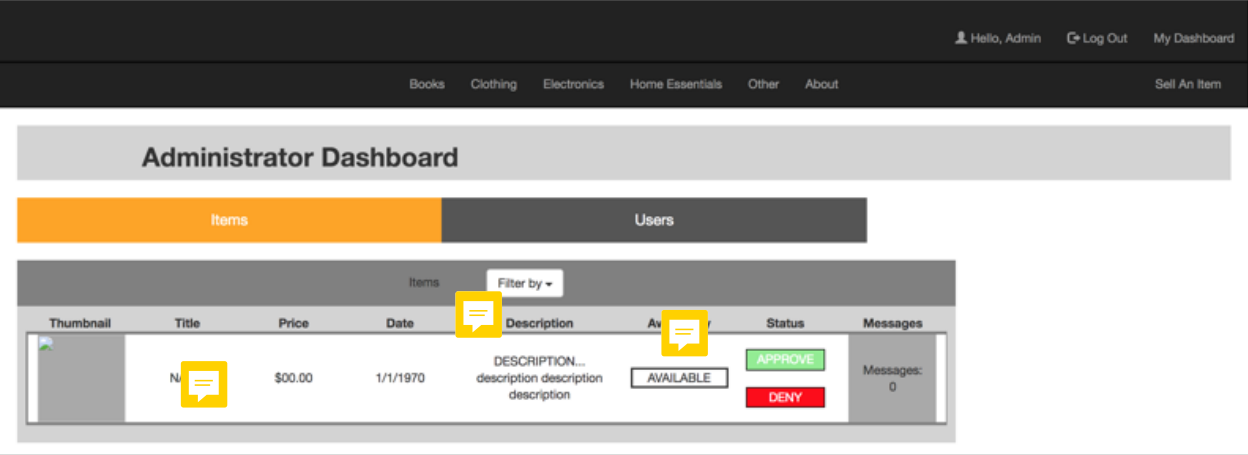 Hello, Admin Log Out My Dashboard
Books Clothing Electronics Home Essentials Other About Sell An Item
Administrator Dashboard
Items Users
Items Filter by
Thumbnail Title Price Date Description Status Messages
DESCRIPTION...
description description
description
$00.00 1/1/1970 AVAILABLE
APPROVE
DENY
Messages:
0